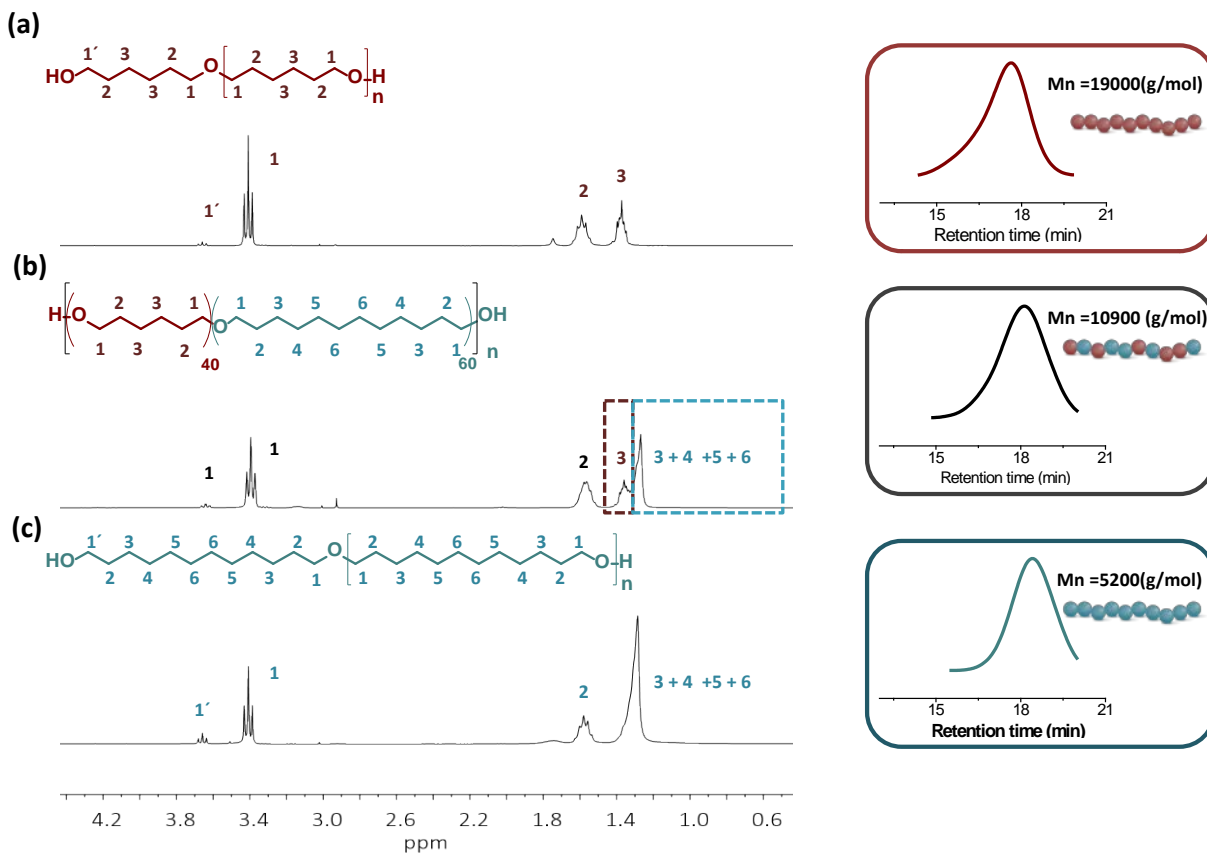 (a)
1´ 3 2 2 3 1
HO O [ O-H
2 3 1 1 3 2 ] n
1
1´
2
3
Mn =19000(g/mol)
15 18 21
Retention time (min)
(b)
2 3 1 1 3 5 6 4 2
H-O O OH
1 3 2 2 4 6 5 3 1 n
40 60
1
1
2
3
3 + 4 +5 + 6
Mn=10900 (g/mol)
15 18 21
Retention time (min)
(c)
1´ 3 5 6 4 2 2 4 6 5 3 1
HO O O-H
2 4 6 5 3 1 1 3 5 6 4 2 n
1
1´
2
3 + 4 +5 + 6
Mn =5200(g/mol)
15 18 21
Retention time (min)
4.2 3.8 3.4 3.0 2.6 2.2 1.8 1.4 1.0 0.6
ppm